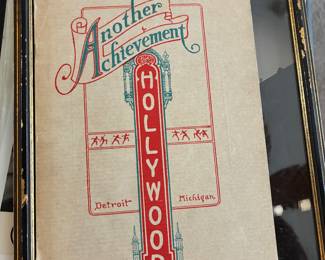 Another
Achievement
HOLLYWOOD
Detroit Michigan